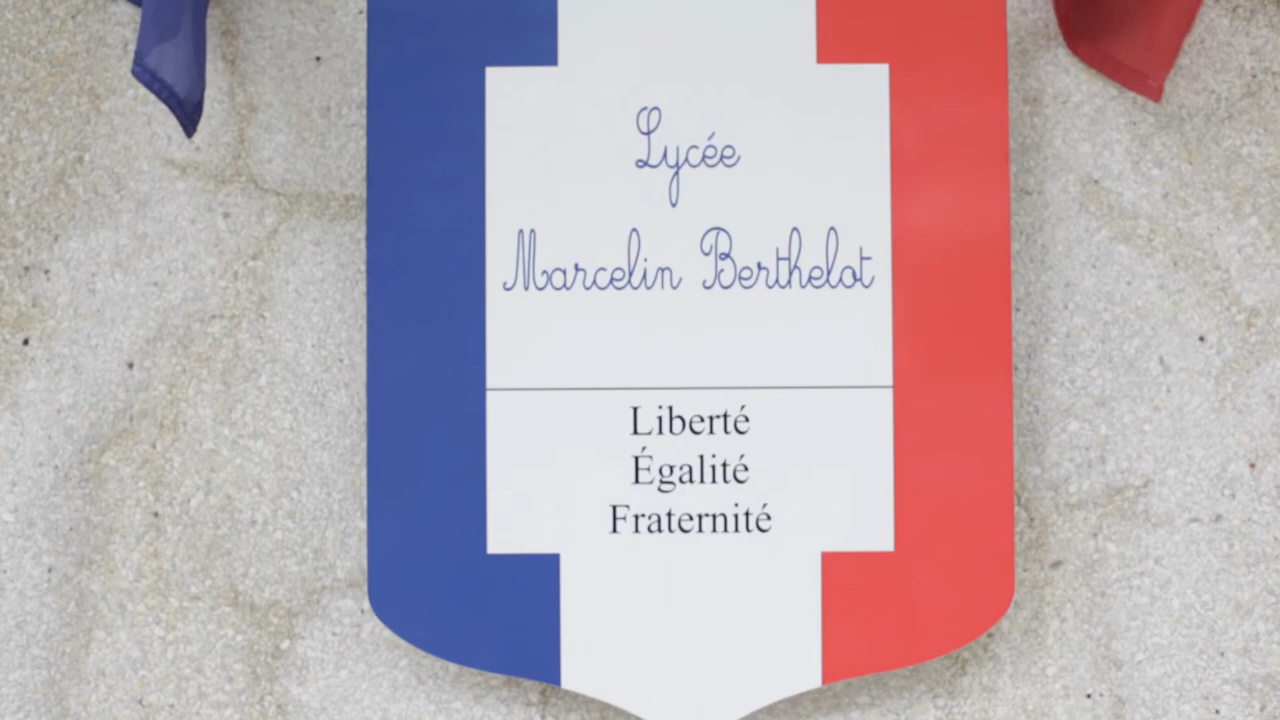 Lycée
Marcelin Berthelot
Liberté
Égalité
Fraternité